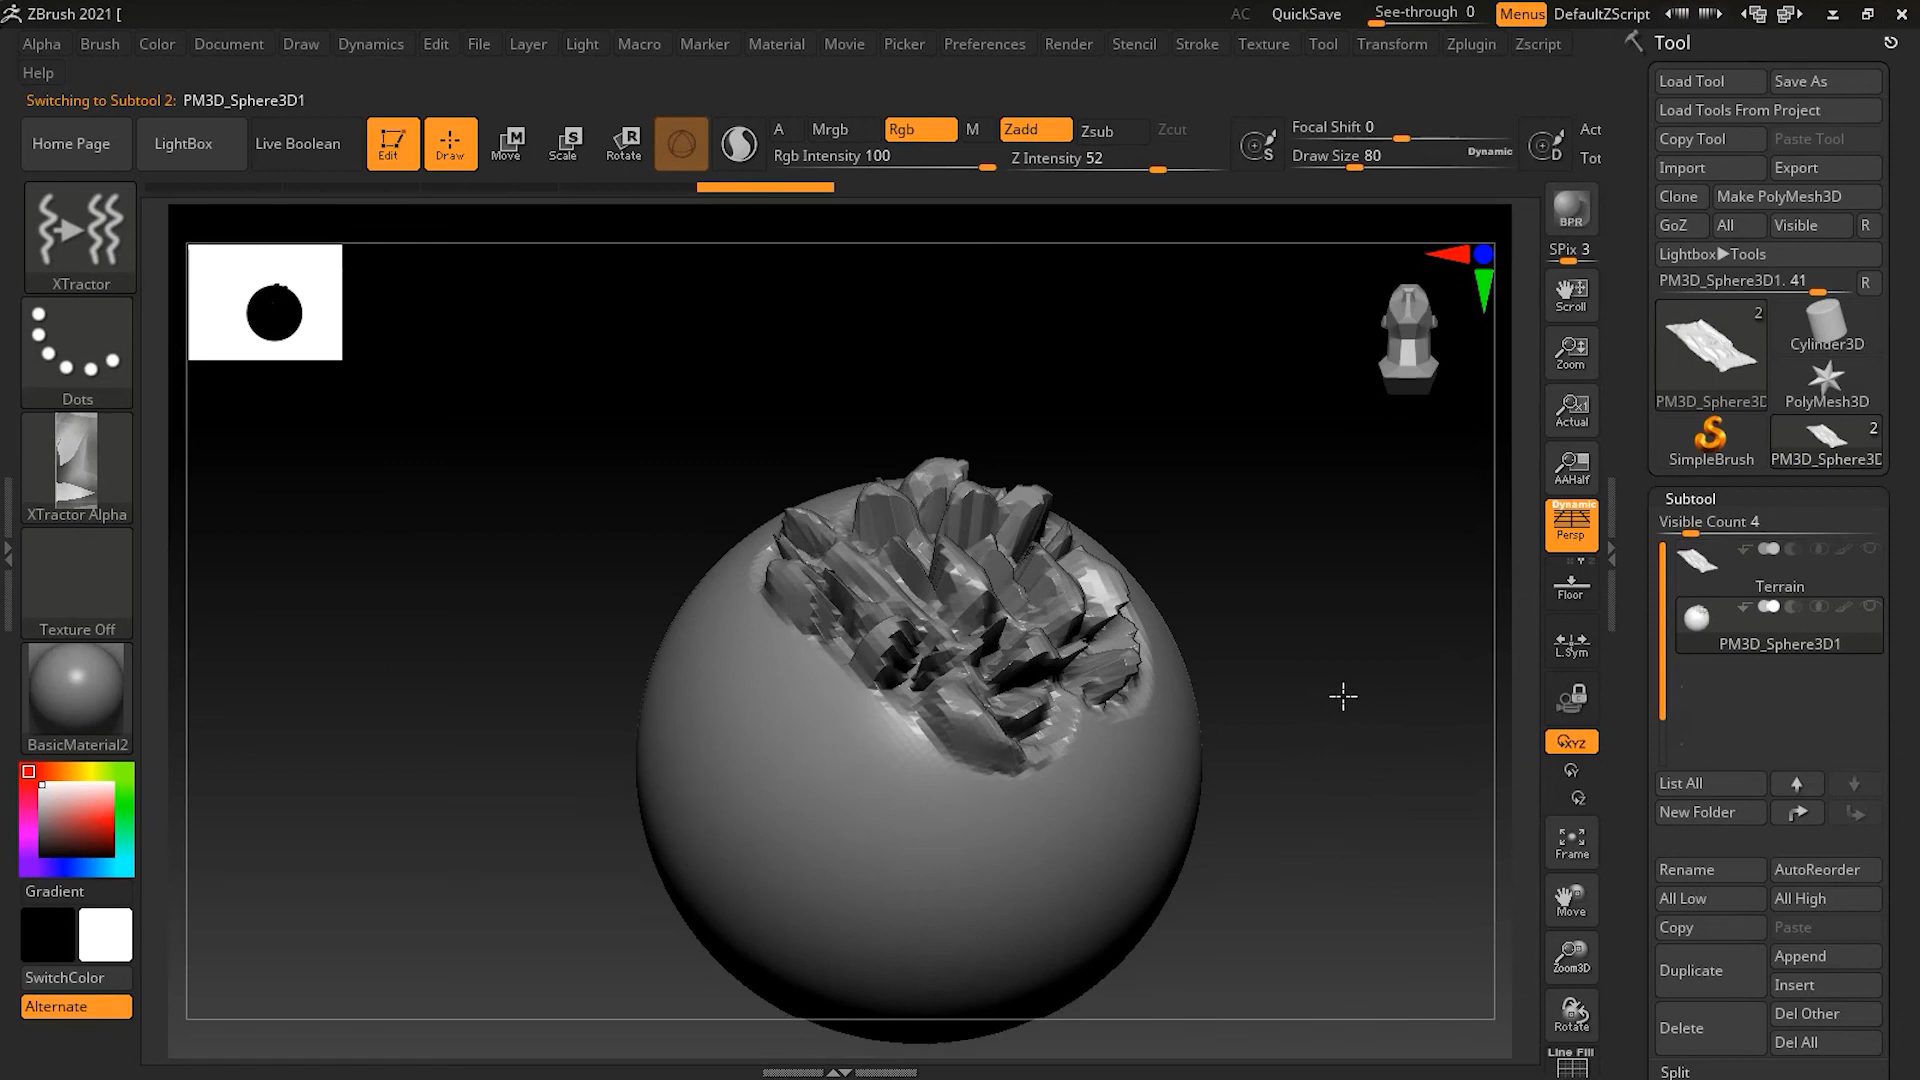 ZBrush 2021 [
AC QuickSave See-through 0 Menus DefaultZScript
Alpha Brush Color Document Draw Dynamics Edit File Layer Light Macro Marker Material Movie Picker Preferences Render Stencil Stroke Texture Tool Transform Zplugin Zscript
Help
Switching to Subtool 2: PM3D_Sphere3D1
Home Page LightBox Live Boolean Edit Draw Move Scale Rotate
A Mrgb Rgb M Zadd Zsub Zcut
Rgb Intensity 100 Z Intensity 52
Focal Shift 0
Draw Size 80 Dynamic
Act
Tot
XTractor
Dots
XTractor Alpha
Texture Off
BasicMaterial2
Gradient
SwitchColor
Alternate
BPR
SPix 3
Scroll
Zoom
Actual
AAHalf
Dynamic
Persp
Floor
L.Sym
XYZ
Y
Z
Frame
Move
Zoom3D
Rotate
Line Fill
Tool
Load Tool Save As
Load Tools From Project
Copy Tool Paste Tool
Import Export
Clone Make PolyMesh3D
GoZ All Visible R
Lightbox▶Tools
PM3D_Sphere3D1. 41 R
2
Cylinder3D
PM3D_Sphere3D PolyMesh3D
2
SimpleBrush PM3D_Sphere3D
Subtool
Visible Count 4
Terrain
PM3D_Sphere3D1
List All
New Folder
Rename AutoReorder
All Low All High
Copy Paste
Duplicate Append
Insert
Delete Del Other
Del All
Split